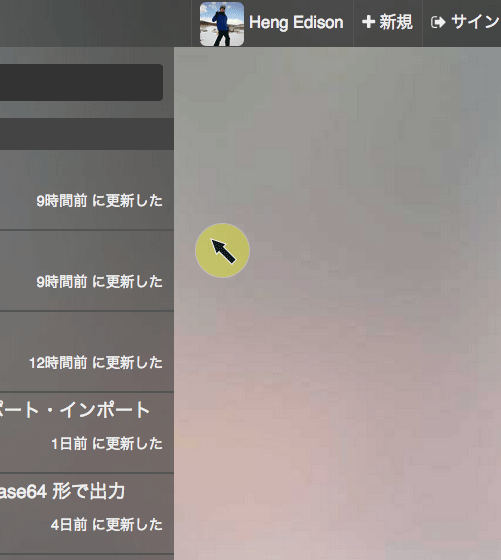 Heng Edison 新規 サイン
9時間前 に更新した
9時間前 に更新した
12時間前 に更新した
ポート・インポート
1日前 に更新した
ase64 形で出力
4日前 に更新した